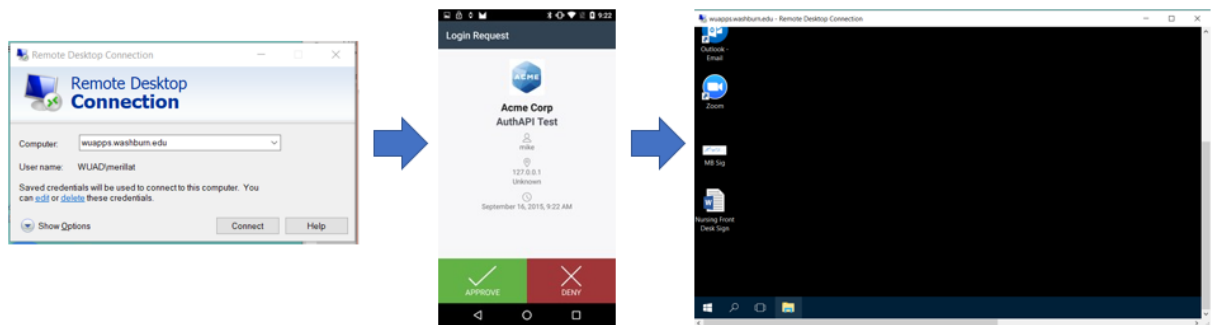 Remote Desktop Connection
Remote Desktop
Connection
Computer:
wuapps.washburn.edu
User name:
WUAD\merillat
Saved credentials will be used to connect to this computer. You
can edit or delete these credentials.
Show Options
Connect
Help
9:22
Login Request
ACME
Acme Corp
AuthAPI Test
mike
127.0.0.1
Unknown
September 16, 2015, 9:22 AM
APPROVE
DENY
wuapps.washburn.edu - Remote Desktop Connection
Outlook -
Email
Zoom
MB Sig
Nursing Front
Desk Sign